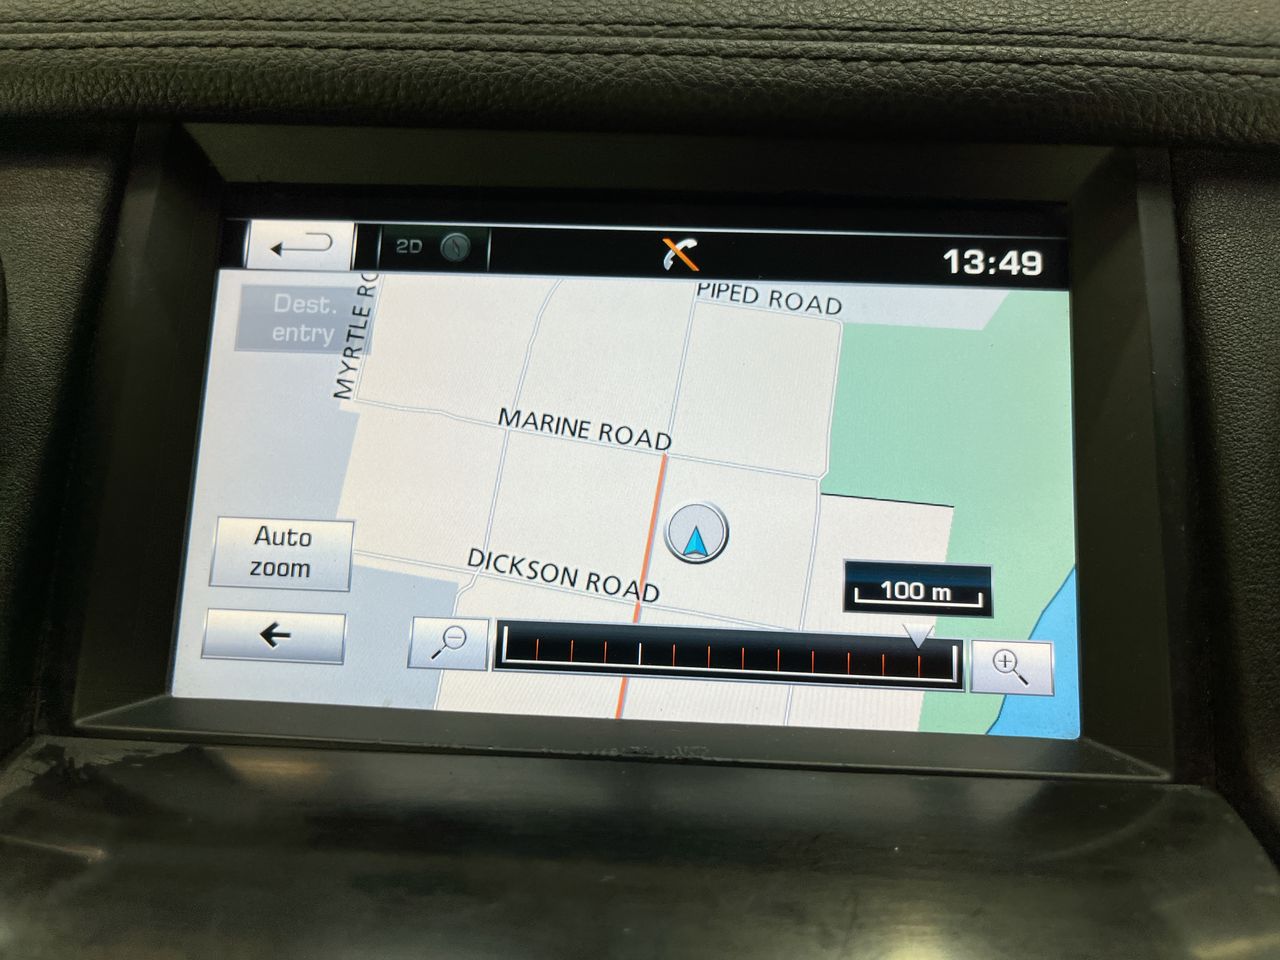 2D
13:49
Dest.
entry
MYRTLE RO
PIPED ROAD
MARINE ROAD
Auto
zoom
DICKSON ROAD
100 m